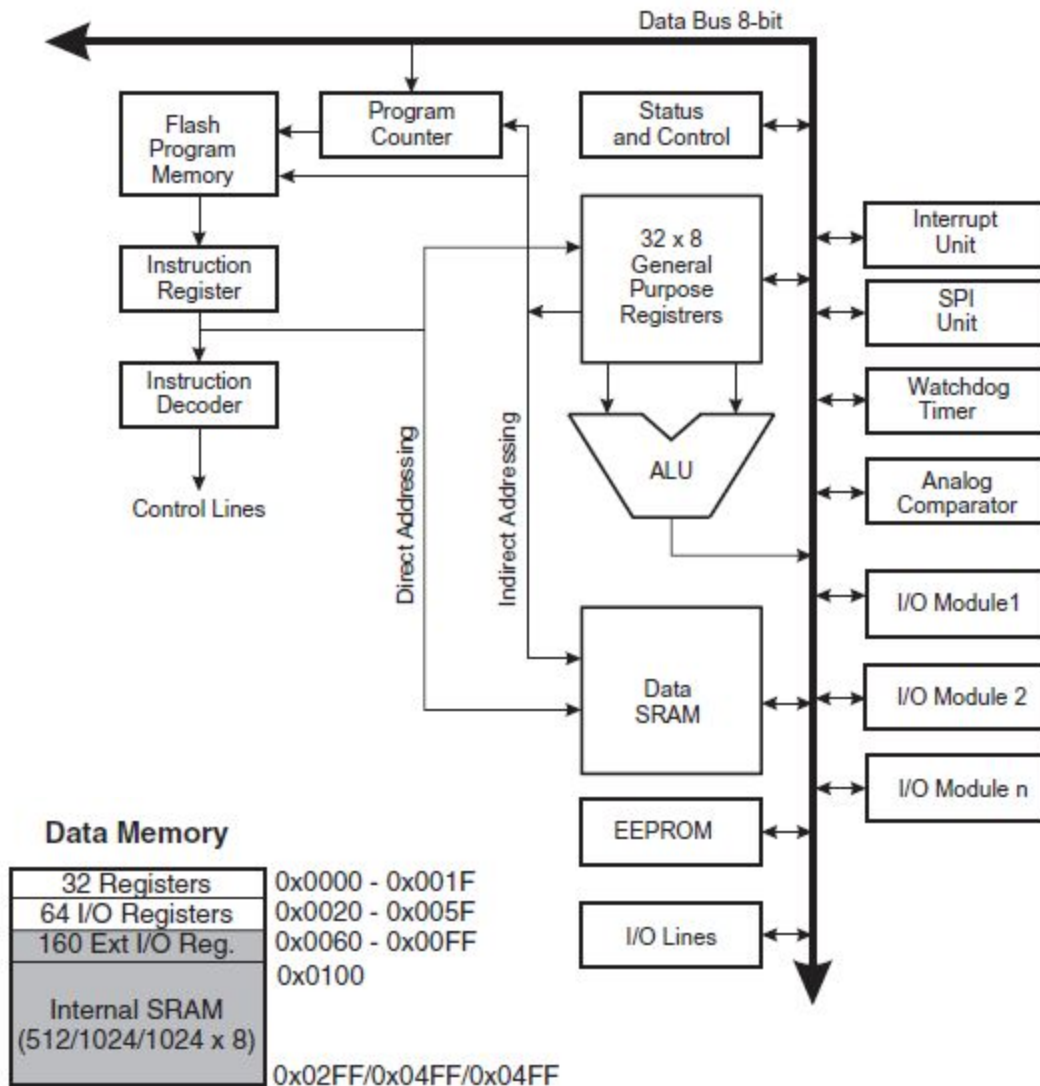 Data Bus 8-bit
Flash
Program
Memory
Program
Counter
Status
and Control
Interrupt
Unit
32 x 8
General
Purpose
Registrers
Instruction
Register
SPI
Unit
Instruction
Decoder
Watchdog
Timer
Direct Addressing
Indirect Addressing
ALU
Control Lines
Analog
Comparator
I/O Module1
Data
SRAM
I/O Module 2
I/O Module n
EEPROM
I/O Lines
Data Memory
32 Registers 0x0000 - 0x001F
64 I/O Registers 0x0020 - 0x005F
160 Ext I/O Reg. 0x0060 - 0x00FF
0x0100
Internal SRAM
(512/1024/1024 x 8)
0x02FF/0x04FF/0x04FF